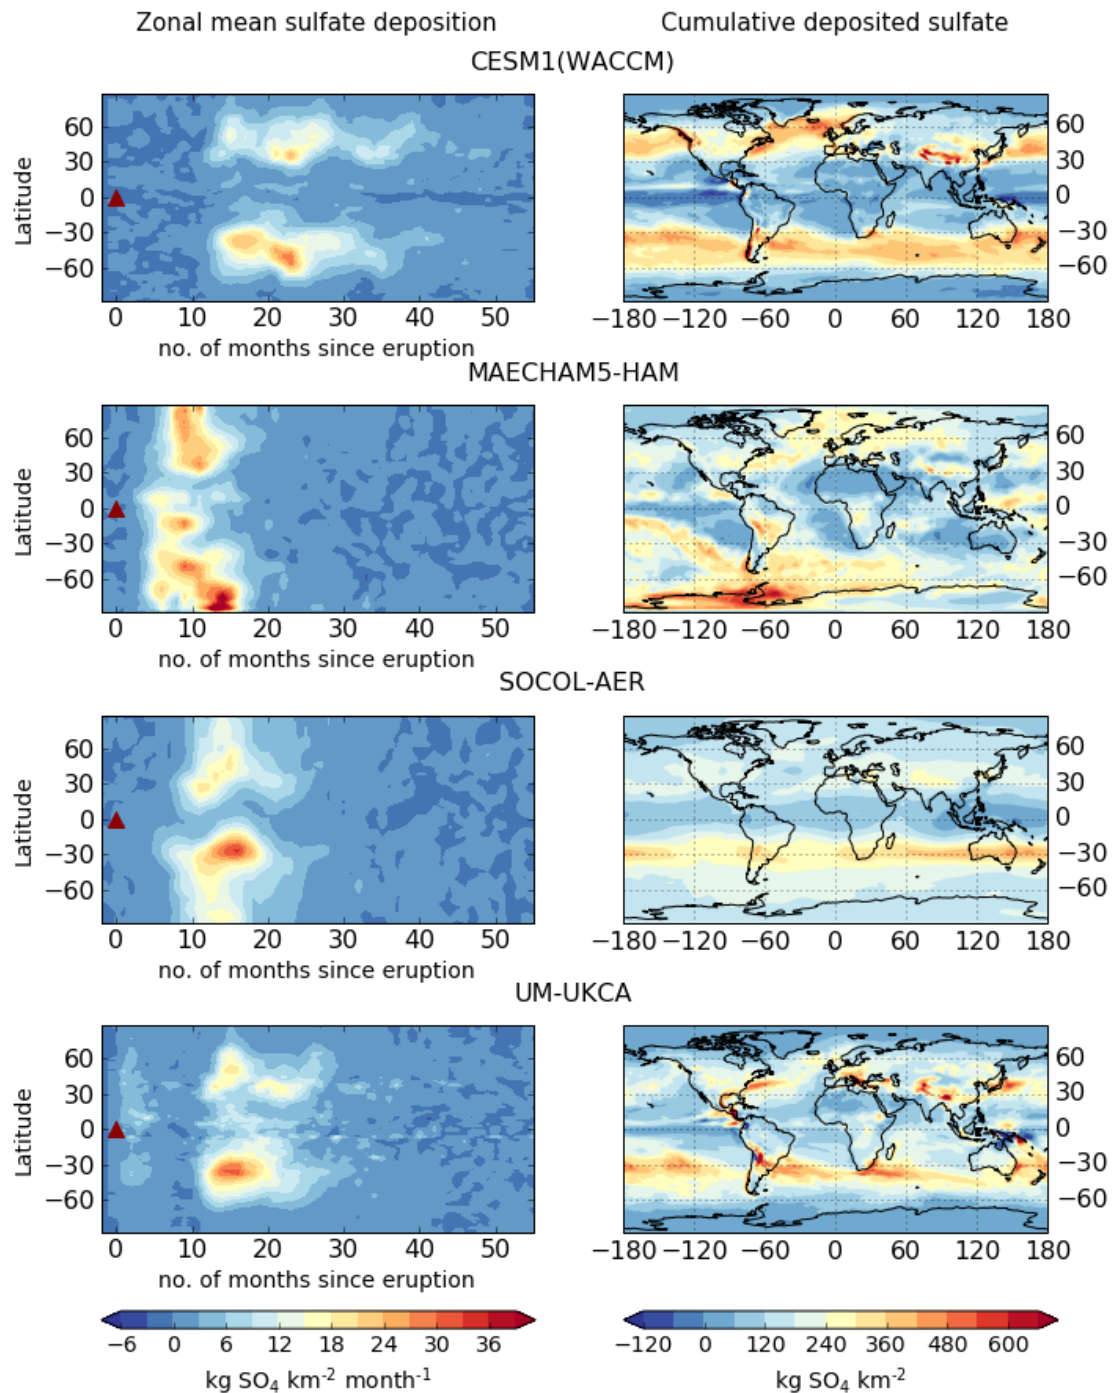 Zonal mean sulfate deposition Cumulative deposited sulfate
CESM1(WACCM)
60 30 0 −30 −60
Latitude
60 30 0 −30 −60
0 10 20 30 40 50
no. of months since eruption
−180 −120 −60 0 60 120 180
MAECHAM5-HAM
60 30 0 −30 −60
Latitude
60 30 0 −30 −60
0 10 20 30 40 50
no. of months since eruption
−180 −120 −60 0 60 120 180
SOCOL-AER
60 30 0 −30 −60
Latitude
60 30 0 −30 −60
0 10 20 30 40 50
no. of months since eruption
−180 −120 −60 0 60 120 180
UM-UKCA
60 30 0 −30 −60
Latitude
60 30 0 −30 −60
0 10 20 30 40 50
no. of months since eruption
−180 −120 −60 0 60 120 180
−6 0 6 12 18 24 30 36
kg SO₄ km⁻² month⁻¹
−120 0 120 240 360 480 600
kg SO₄ km⁻²